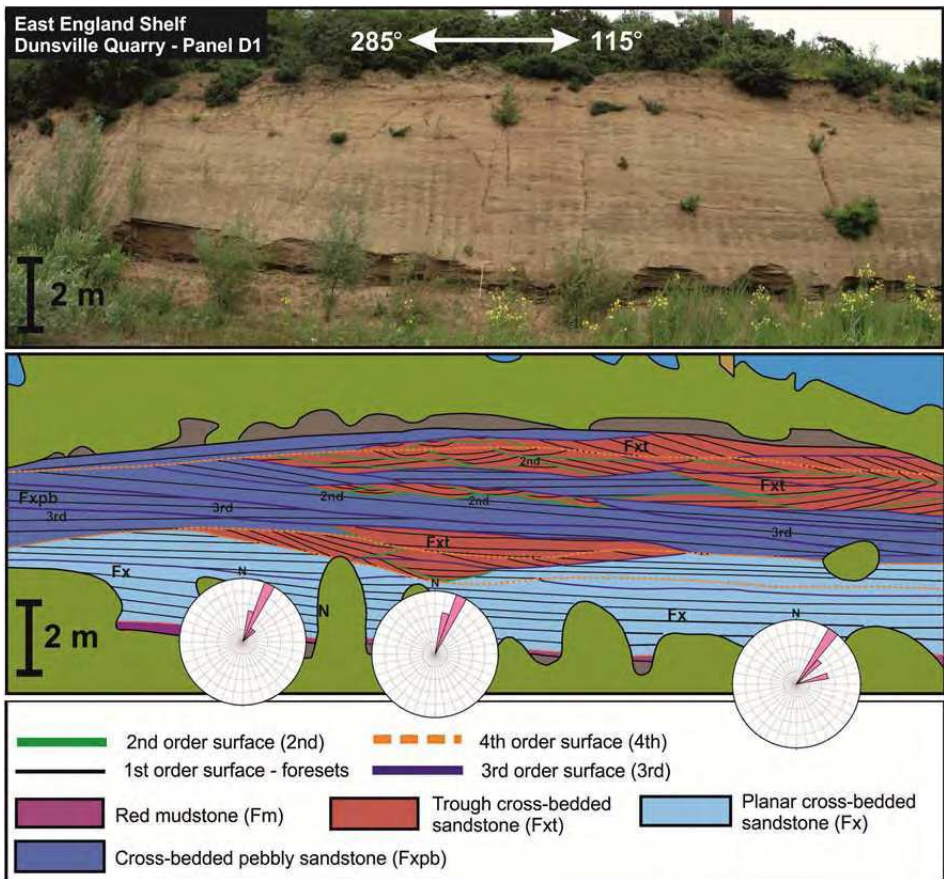 East England Shelf
Dunsville Quarry - Panel D1
285° 115°
2 m
Fxt
2nd
Fxpb
3rd
3rd
2nd
2nd
Fxt
3rd
Fxt
Fx
N
N
N
Fx
N
2 m
2nd order surface (2nd)
4th order surface (4th)
1st order surface - foresets
3rd order surface (3rd)
Red mudstone (Fm)
Trough cross-bedded
sandstone (Fxt)
Planar cross-bedded
sandstone (Fx)
Cross-bedded pebbly sandstone (Fxpb)